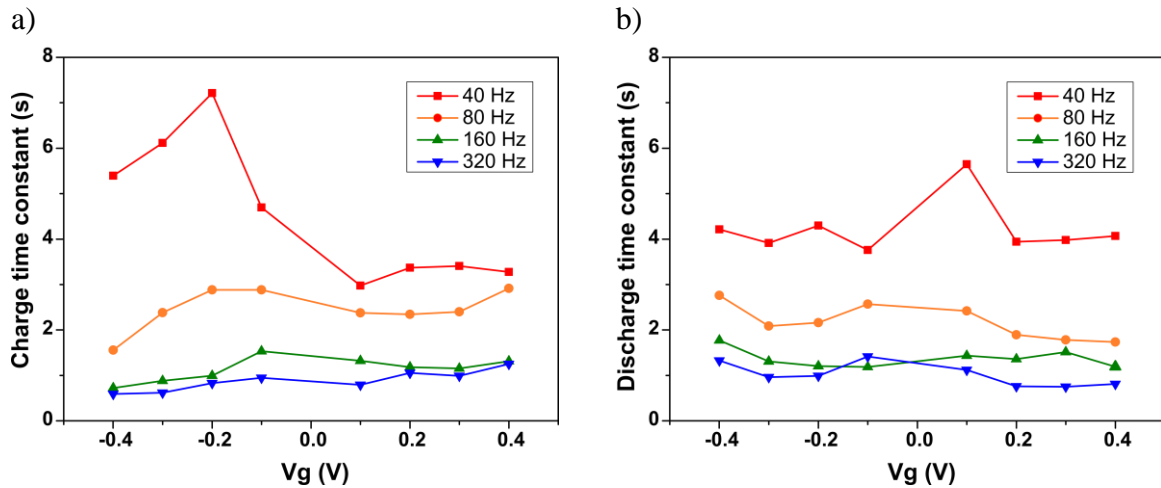 a)
8
6
4
2
0
Charge time constant (s)
40 Hz
80 Hz
160 Hz
320 Hz
-0.4 -0.2 0.0 0.2 0.4
Vg (V)
b)
8
6
4
2
0
Discharge time constant (s)
40 Hz
80 Hz
160 Hz
320 Hz
-0.4 -0.2 0.0 0.2 0.4
Vg (V)